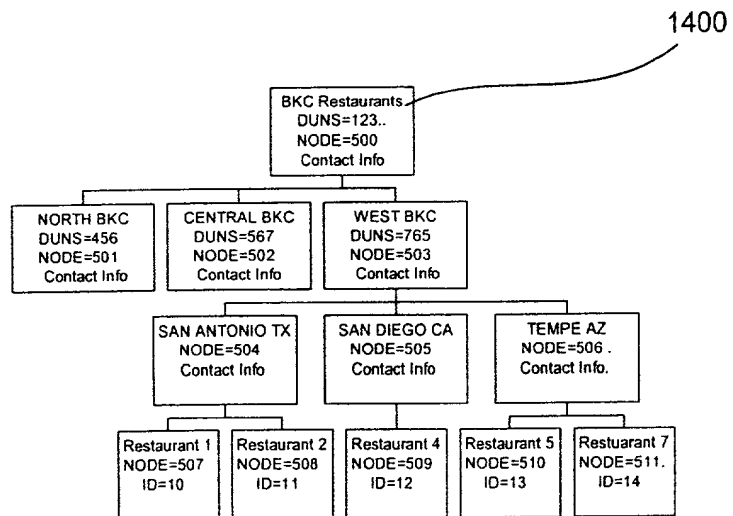 1400
BKC Restaurants
DUNS=123..
NODE=500
Contact Info
NORTH BKC
DUNS=456
NODE=501
Contact Info
CENTRAL BKC
DUNS=567
NODE=502
Contact Info
WEST BKC
DUNS=765
NODE=503
Contact Info
SAN ANTONIO TX
NODE=504
Contact Info
SAN DIEGO CA
NODE=505
Contact Info
TEMPE AZ
NODE=506 .
Contact Info.
Restaurant 1
NODE=507
ID=10
Restaurant 2
NODE=508
ID=11
Restaurant 4
NODE=509
ID=12
Restaurant 5
NODE=510
ID=13
Restuarant 7
NODE=511.
ID=14